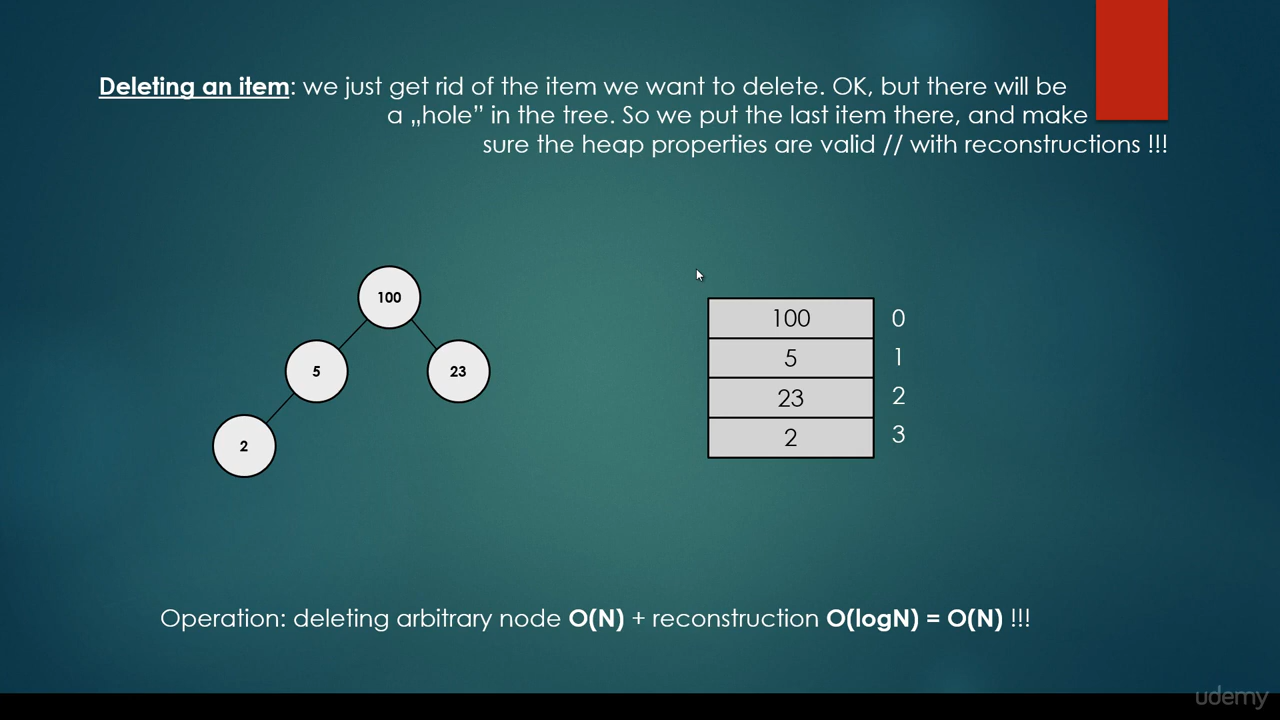 Deleting an item: we just get rid of the item we want to delete. OK, but there will be
a „hole” in the tree. So we put the last item there, and make
sure the heap properties are valid // with reconstructions !!!
100
5
23
2
100 0
5 1
23 2
2 3
Operation: deleting arbitrary node O(N) + reconstruction O(logN) = O(N) !!!
udemy